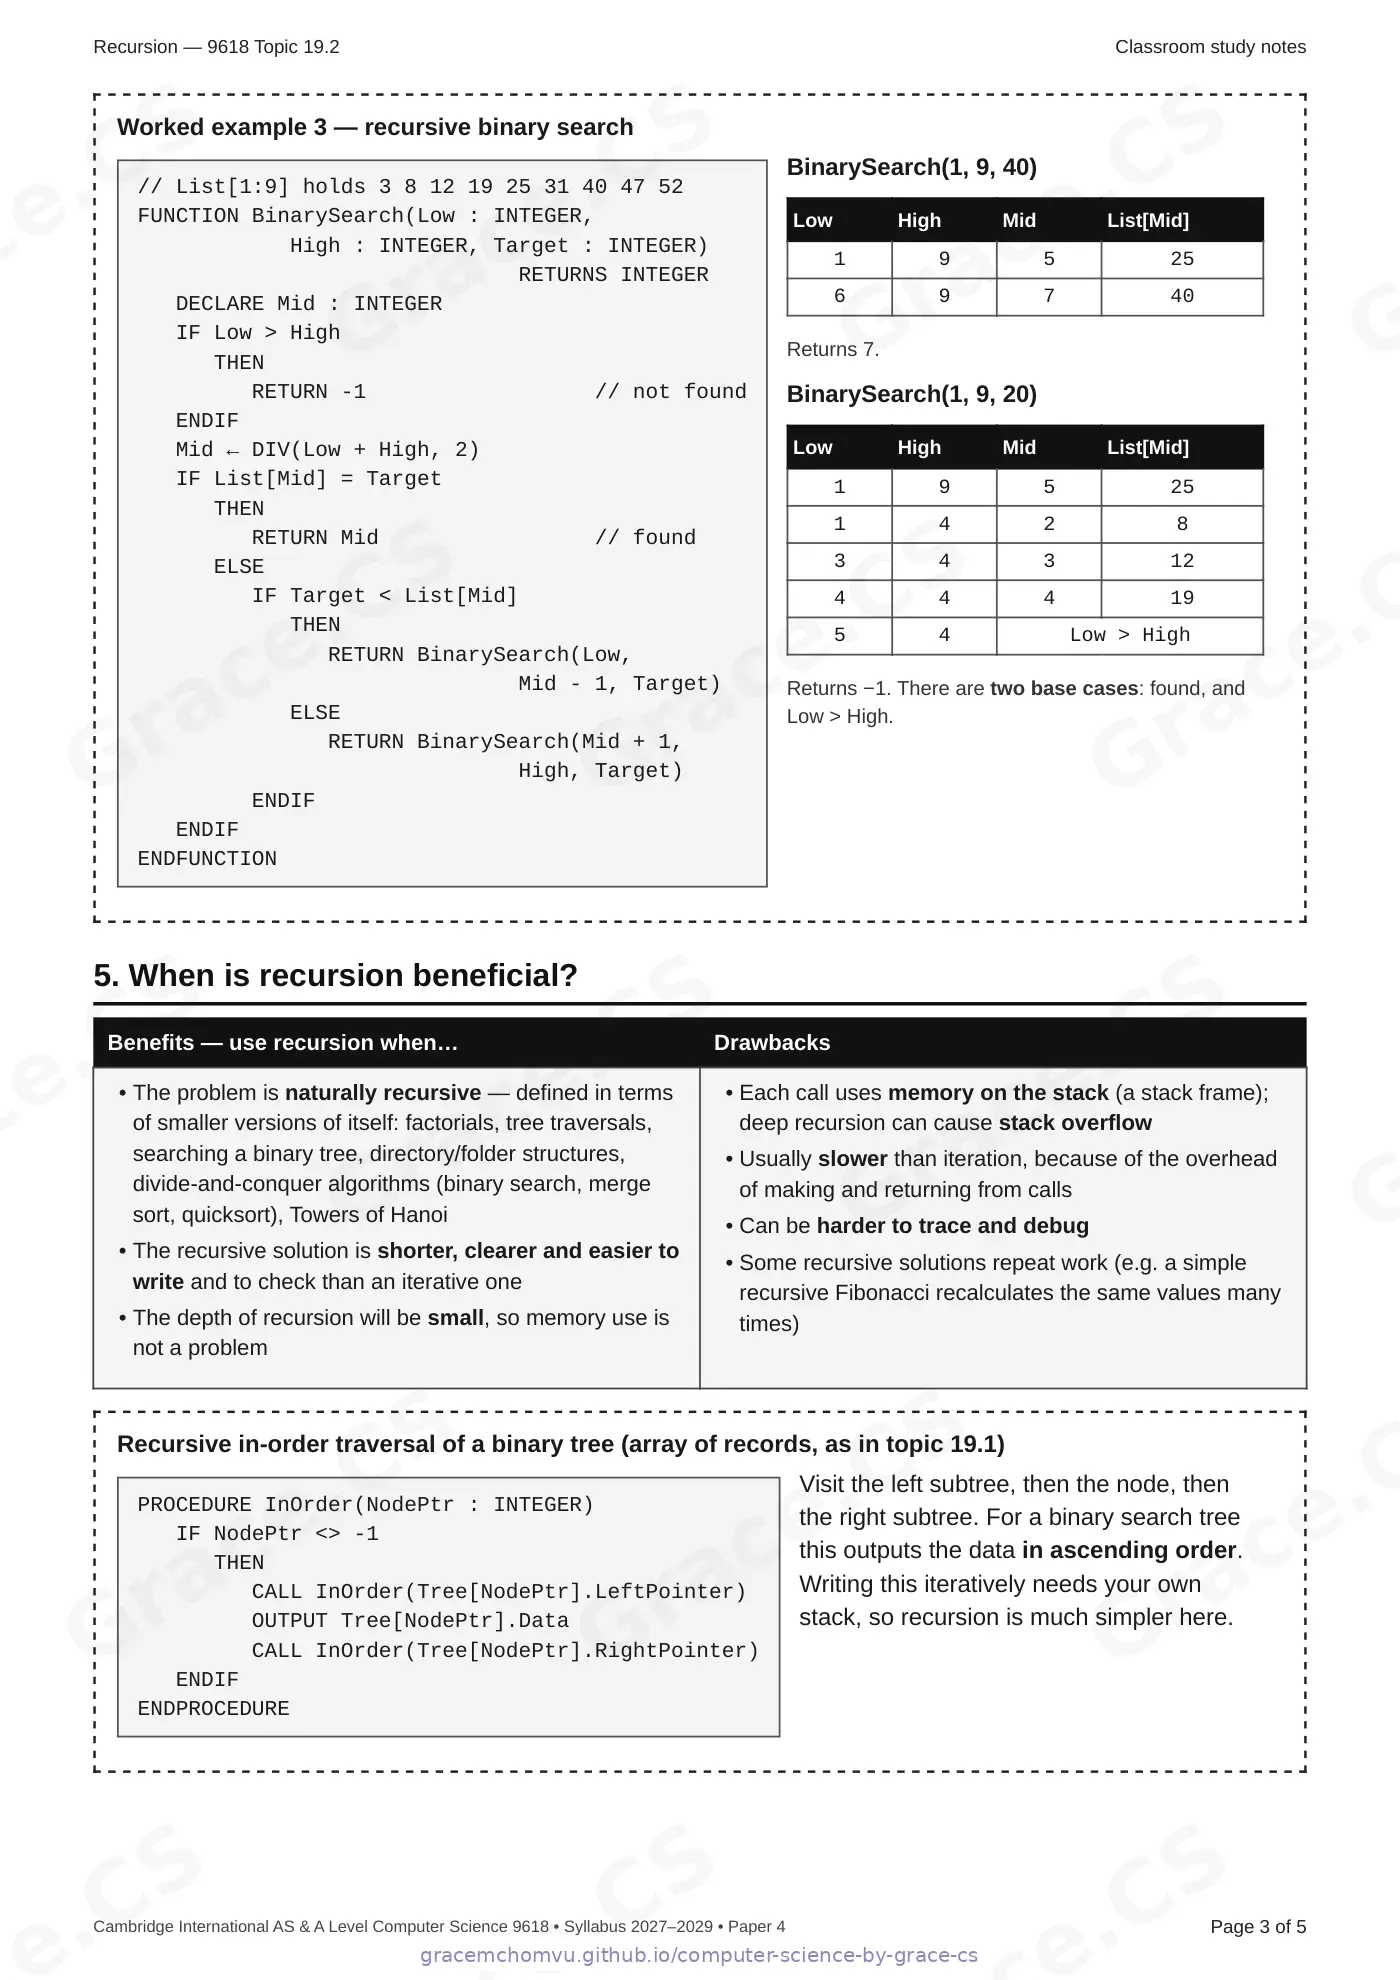 Recursion — 9618 Topic 19.2
Classroom study notes
Worked example 3 — recursive binary search
// List[1:9] holds 3 8 12 19 25 31 40 47 52
FUNCTION BinarySearch(Low : INTEGER,
            High : INTEGER, Target : INTEGER)
                              RETURNS INTEGER
   DECLARE Mid : INTEGER
   IF Low > High
      THEN
         RETURN -1                  // not found
   ENDIF
   Mid ← DIV(Low + High, 2)
   IF List[Mid] = Target
      THEN
         RETURN Mid                 // found
      ELSE
         IF Target < List[Mid]
            THEN
               RETURN BinarySearch(Low,
                              Mid - 1, Target)
            ELSE
               RETURN BinarySearch(Mid + 1,
                              High, Target)
         ENDIF
   ENDIF
ENDFUNCTION
BinarySearch(1, 9, 40)
Low High Mid List[Mid]
1 9 5 25
6 9 7 40
Returns 7.
BinarySearch(1, 9, 20)
Low High Mid List[Mid]
1 9 5 25
1 4 2 8
3 4 3 12
4 4 4 19
5 4 Low > High
Returns −1. There are two base cases: found, and
Low > High.
5. When is recursion beneficial?
Benefits — use recursion when…
• The problem is naturally recursive — defined in terms
of smaller versions of itself: factorials, tree traversals,
searching a binary tree, directory/folder structures,
divide-and-conquer algorithms (binary search, merge
sort, quicksort), Towers of Hanoi
• The recursive solution is shorter, clearer and easier to
write and to check than an iterative one
• The depth of recursion will be small, so memory use is
not a problem
Drawbacks
• Each call uses memory on the stack (a stack frame);
deep recursion can cause stack overflow
• Usually slower than iteration, because of the overhead
of making and returning from calls
• Can be harder to trace and debug
• Some recursive solutions repeat work (e.g. a simple
recursive Fibonacci recalculates the same values many
times)
Recursive in-order traversal of a binary tree (array of records, as in topic 19.1)
PROCEDURE InOrder(NodePtr : INTEGER)
   IF NodePtr <> -1
      THEN
         CALL InOrder(Tree[NodePtr].LeftPointer)
         OUTPUT Tree[NodePtr].Data
         CALL InOrder(Tree[NodePtr].RightPointer)
   ENDIF
ENDPROCEDURE
Visit the left subtree, then the node, then
the right subtree. For a binary search tree
this outputs the data in ascending order.
Writing this iteratively needs your own
stack, so recursion is much simpler here.
Cambridge International AS & A Level Computer Science 9618 • Syllabus 2027–2029 • Paper 4
Page 3 of 5
gracemchomvu.github.io/computer-science-by-grace-cs
Grace.CS